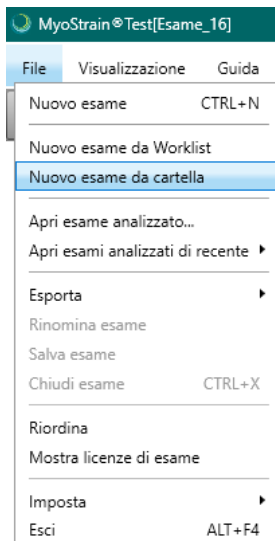 MyoStrain®Test[Esame_16]
File Visualizzazione Guida
Nuovo esame CTRL+N
Nuovo esame da Worklist
Nuovo esame da cartella
Apri esame analizzato...
Apri esami analizzati di recente
Esporta
Rinomina esame
Salva esame
Chiudi esame CTRL+X
Riordina
Mostra licenze di esame
Imposta
Esci ALT+F4